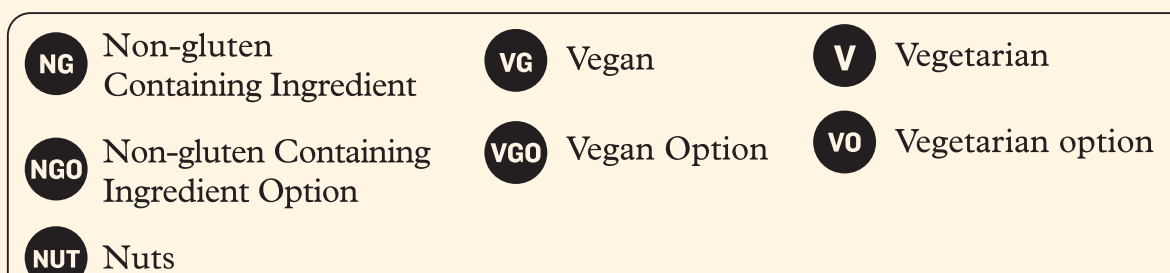 NG Non-gluten
Containing Ingredient
NGO Non-gluten Containing
Ingredient Option
NUT Nuts
VG Vegan
VGO Vegan Option
V Vegetarian
VO Vegetarian option